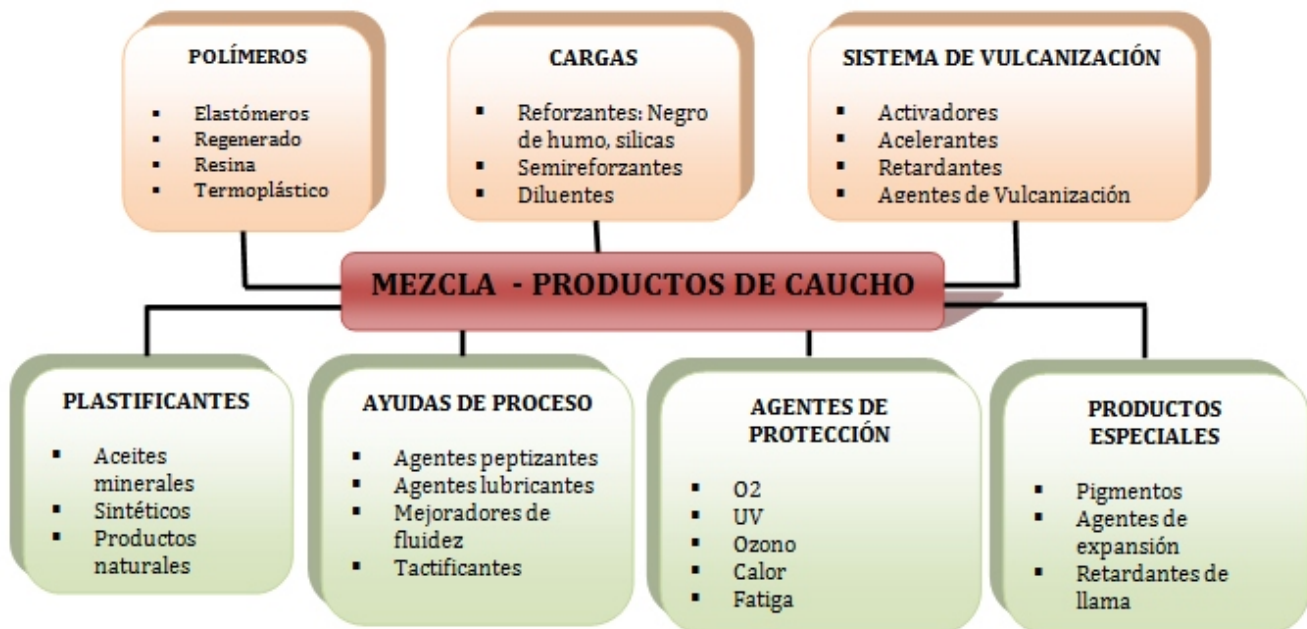 POLÍMEROS
▪ Elastómeros
▪ Regenerado
▪ Resina
▪ Termoplástico
CARGAS
▪ Reforzantes: Negro
de humo, silicas
▪ Semireforzantes
▪ Diluentes
SISTEMA DE VULCANIZACIÓN
▪ Activadores
▪ Acelerantes
▪ Retardantes
▪ Agentes de Vulcanización
MEZCLA - PRODUCTOS DE CAUCHO
PLASTIFICANTES
▪ Aceites
minerales
▪ Sintéticos
▪ Productos
naturales
AYUDAS DE PROCESO
▪ Agentes peptizantes
▪ Agentes lubricantes
▪ Mejoradores de
fluidez
▪ Tactificantes
AGENTES DE
PROTECCIÓN
▪ O2
▪ UV
▪ Ozono
▪ Calor
▪ Fatiga
PRODUCTOS
ESPECIALES
▪ Pigmentos
▪ Agentes de
expansión
▪ Retardantes de
llama